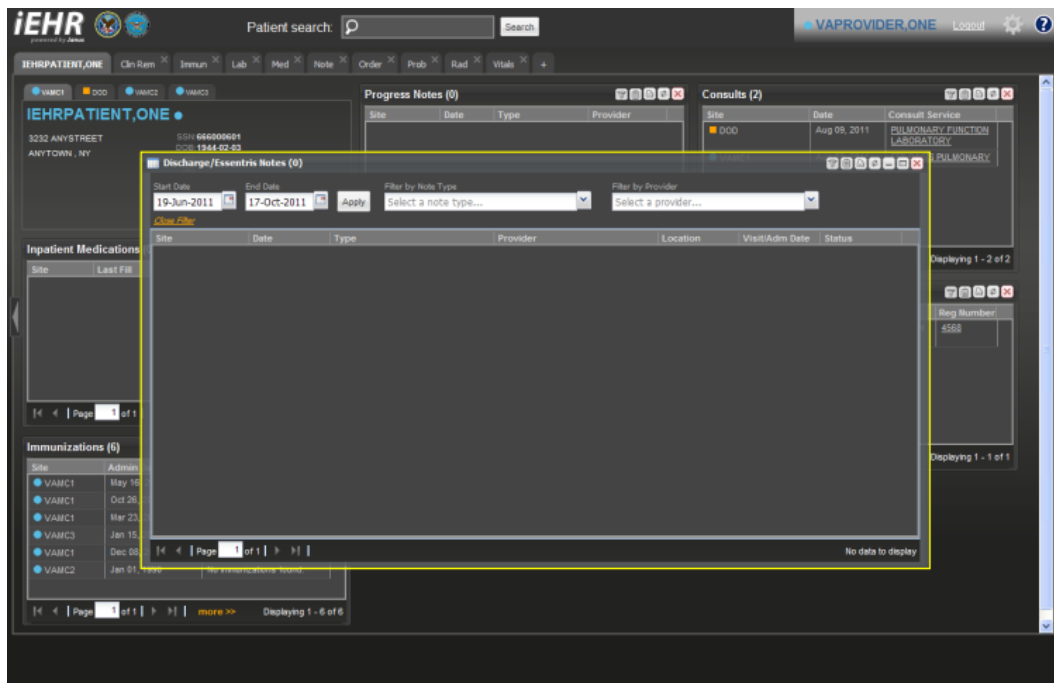 iEHR
powered by Janus
Patient search:
Search
VAPROVIDER,ONE
Logout
IEHRPATIENT,ONE
Clin Rem
Immun
Lab
Med
Note
Order
Prob
Rad
Vitals
+
VAMC1
DOD
VAMC2
VAMC3
IEHRPATIENT,ONE
3232 ANYSTREET
ANYTOWN , NY
SSN 666000601
DOB 1944-02-03
Progress Notes (0)
Site Date Type Provider
Consults (2)
Site Date Consult Service
DOD Aug 09, 2011 PULMONARY FUNCTION
LABORATORY
PULMONARY
Displaying 1 - 2 of 2
Discharge/Essentris Notes (0)
Start Date End Date Filter by Note Type Filter by Provider
19-Jun-2011 17-Oct-2011 Apply Select a note type... Select a provider...
Close Filter
Site Date Type Provider Location Visit/Adm Date Status
Page 1 of 1
No data to display
Inpatient Medications
Site Last Fill
Page 1 of 1
Reg Number
4568
Displaying 1 - 1 of 1
Immunizations (6)
Site Admin
VAMC1 May 16,
VAMC1 Oct 26,
VAMC1 Mar 23,
VAMC3 Jan 15,
VAMC1 Dec 08,
VAMC2 Jan 01, 1990 No immunizations found.
Page 1 of 1 more >> Displaying 1 - 6 of 6